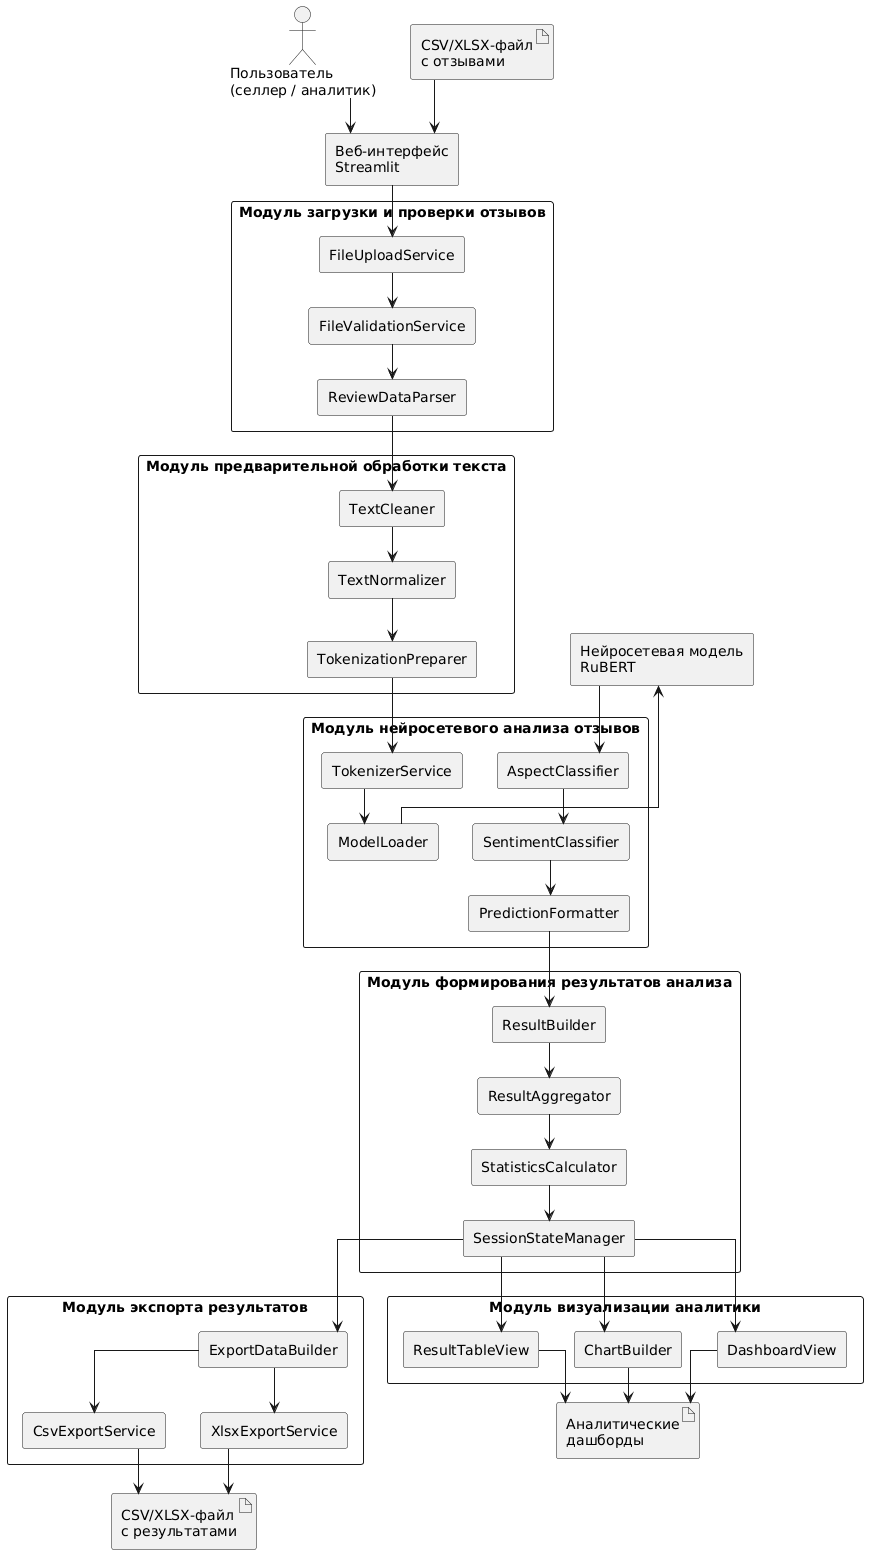 Пользователь
(селлер / аналитик)
CSV/XLSX-файл
с отзывами
Веб-интерфейс
Streamlit
Модуль загрузки и проверки отзывов
FileUploadService
FileValidationService
ReviewDataParser
Модуль предварительной обработки текста
TextCleaner
TextNormalizer
TokenizationPreparer
Нейросетевая модель
RuBERT
Модуль нейросетевого анализа отзывов
TokenizerService
AspectClassifier
ModelLoader
SentimentClassifier
PredictionFormatter
Модуль формирования результатов анализа
ResultBuilder
ResultAggregator
StatisticsCalculator
SessionStateManager
Модуль экспорта результатов
ExportDataBuilder
CsvExportService
XlsxExportService
CSV/XLSX-файл
с результатами
Модуль визуализации аналитики
ResultTableView
ChartBuilder
DashboardView
Аналитические
дашборды